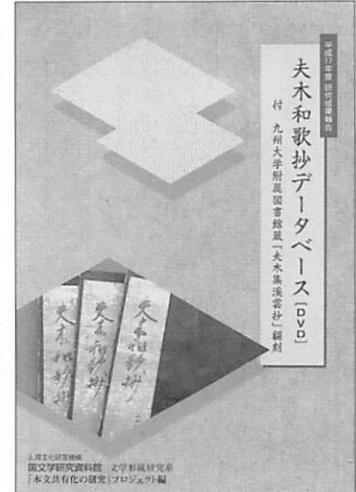 平成17年度 研究成果報告
夫木和歌抄データベース［DVD］
付 九州大学附属図書館蔵『夫木集渓雲抄』翻刻
夫木和歌抄
夫木和歌抄
夫木和歌抄
人間文化研究機構
国文学研究資料館 文学形成研究系
「本文共有化の研究」プロジェクト編